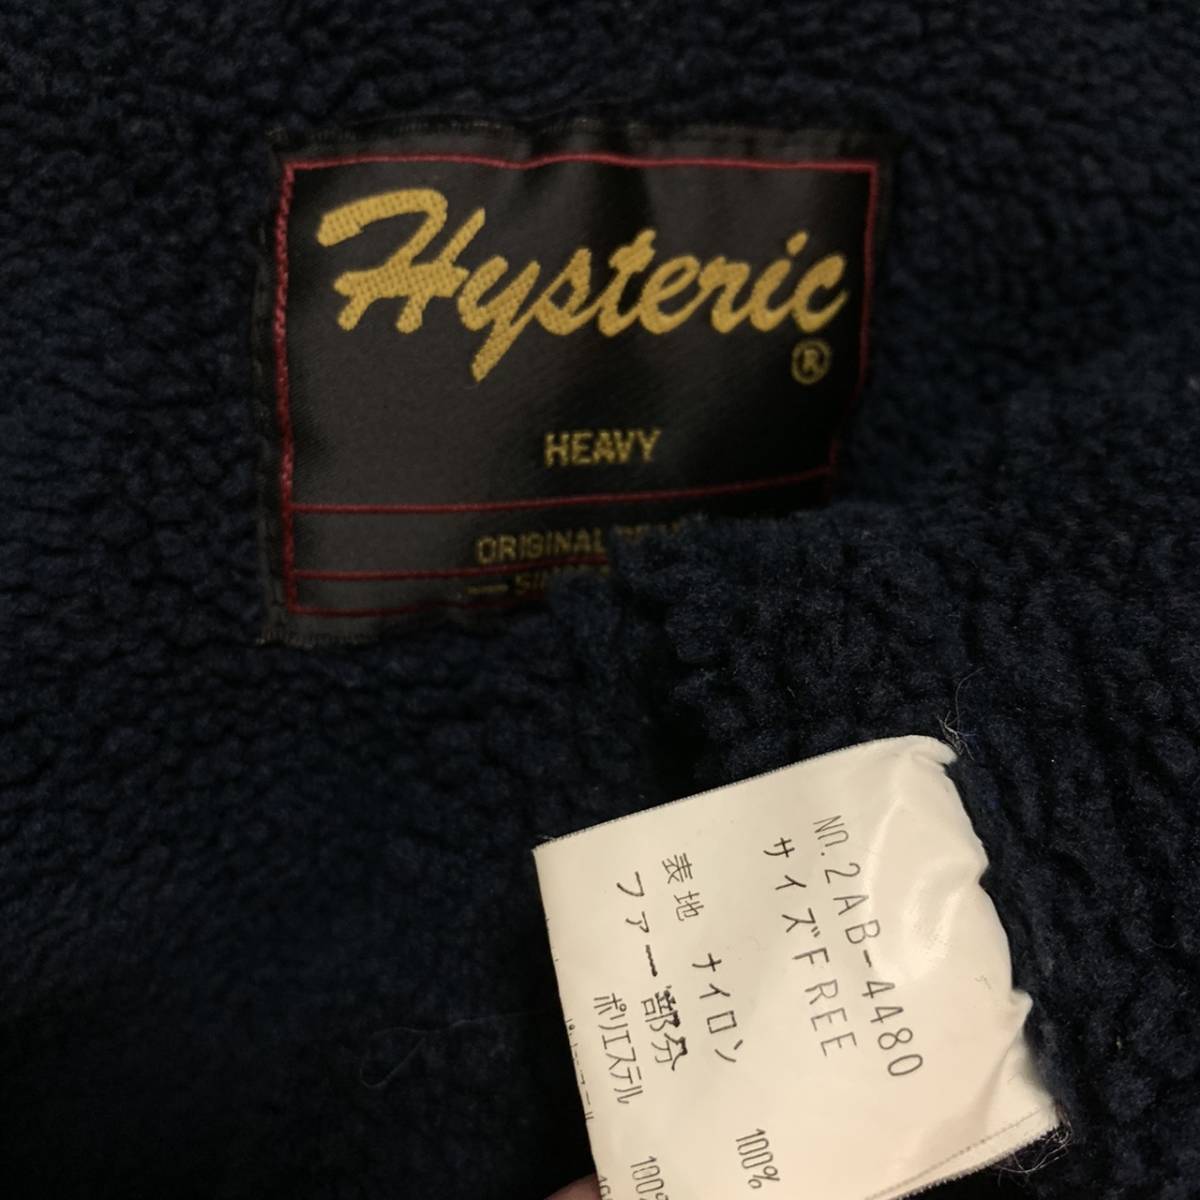 Hysteric
®
HEAVY
ORIGINAL
No.2AB-4480
サイズFREE
表地 ナイロン 100%
ファー部分
ポリエステル 100%